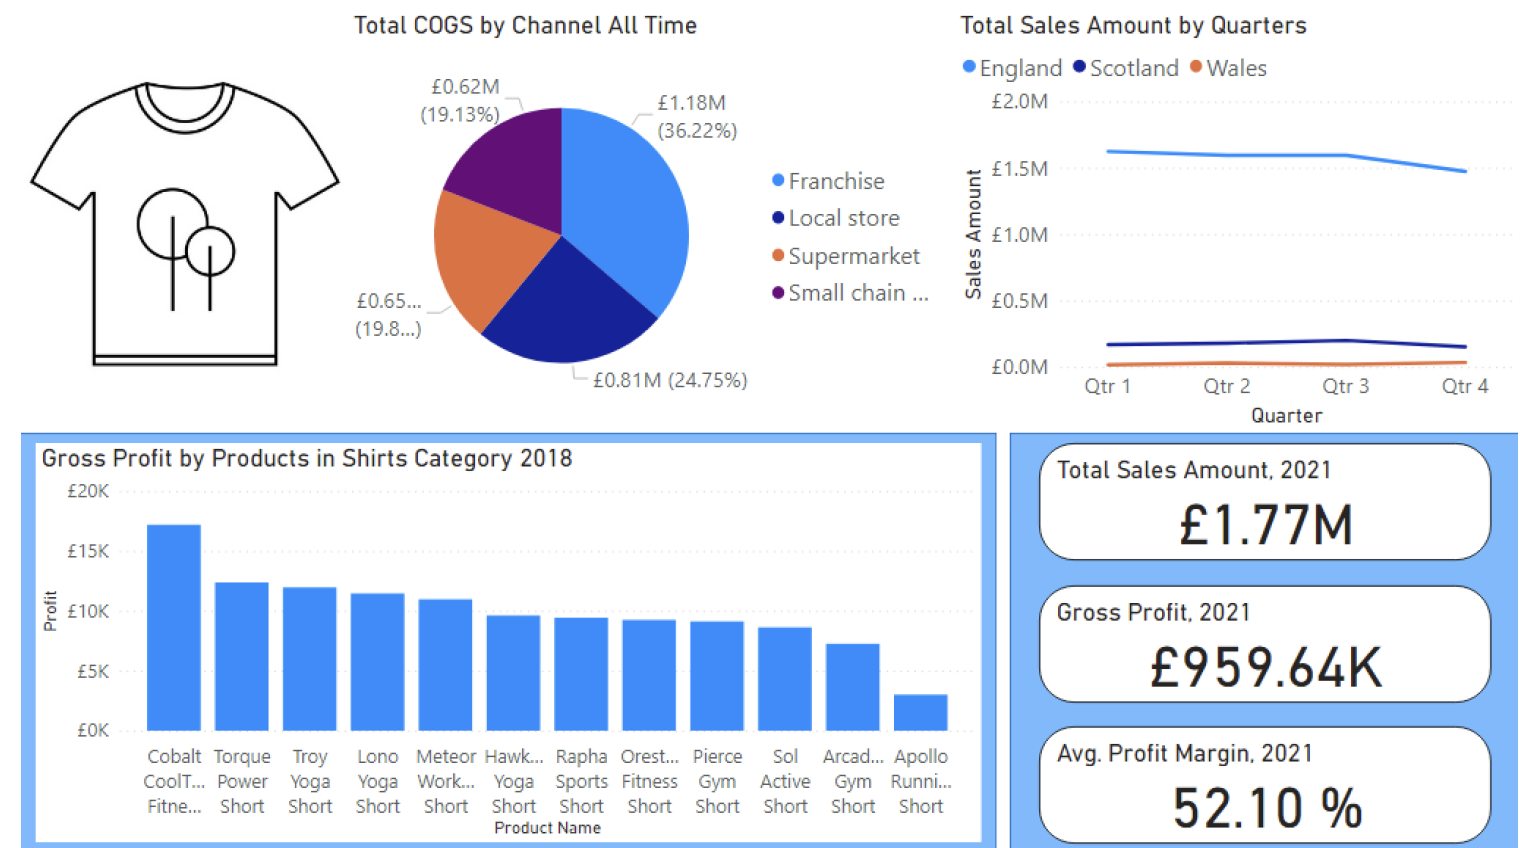 Total COGS by Channel All Time
£0.62M
(19.13%)
£1.18M
(36.22%)
£0.65...
(19.8...)
£0.81M (24.75%)
Franchise
Local store
Supermarket
Small chain ...
Total Sales Amount by Quarters
England Scotland Wales
Sales Amount
£2.0M
£1.5M
£1.0M
£0.5M
£0.0M
Qtr 1 Qtr 2 Qtr 3 Qtr 4
Quarter
Gross Profit by Products in Shirts Category 2018
Profit
£20K
£15K
£10K
£5K
£0K
Cobalt Torque Troy Lono Meteor Hawk... Rapha Orest... Pierce Sol Arcad... Apollo
CoolT... Power Yoga Yoga Work... Yoga Sports Fitness Gym Active Gym Runni...
Fitne... Short Short Short Short Short Short Short Short Short Short Short
Product Name
Total Sales Amount, 2021
£1.77M
Gross Profit, 2021
£959.64K
Avg. Profit Margin, 2021
52.10 %